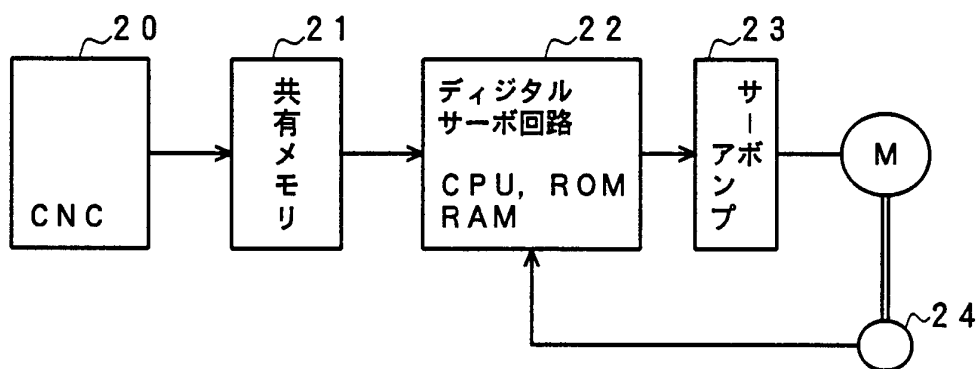 20
21
22
23
CNC
共有メモリ
ディジタル
サーボ回路
CPU, ROM
RAM
サーボ
アンプ
M
24